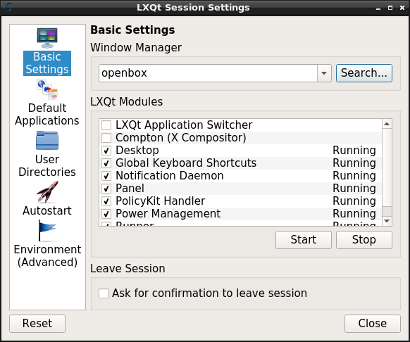 LXQt Session Settings
Basic
Settings
Default
Applications
User
Directories
Autostart
Environment
(Advanced)
Basic Settings
Window Manager
openbox
Search...
LXQt Modules
LXQt Application Switcher
Compton (X Compositor)
Desktop Running
Global Keyboard Shortcuts Running
Notification Daemon Running
Panel Running
PolicyKit Handler Running
Power Management Running
Runner Running
Start Stop
Leave Session
Ask for confirmation to leave session
Reset Close